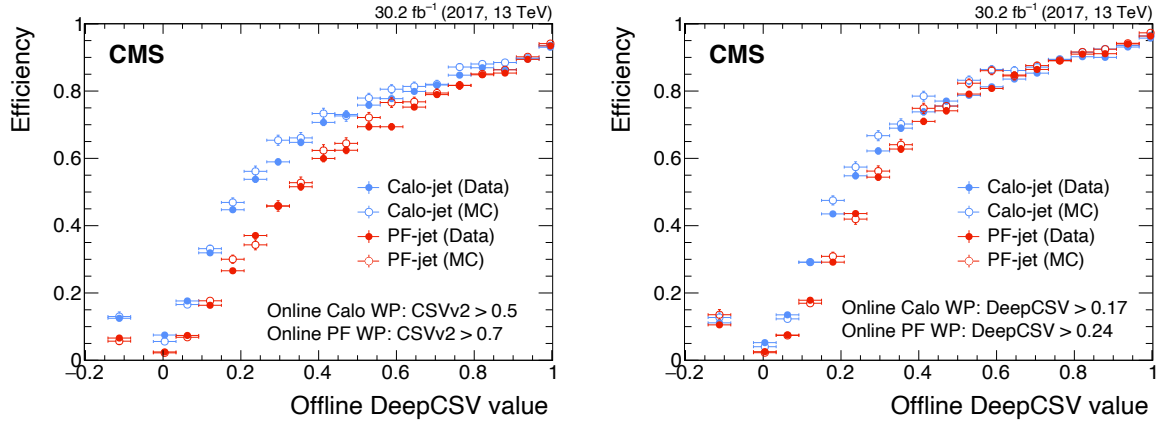 30.2 fb⁻¹ (2017, 13 TeV)
CMS
Efficiency
1
0.8
0.6
0.4
0.2
0
Calo-jet (Data)
Calo-jet (MC)
PF-jet (Data)
PF-jet (MC)
Online Calo WP: CSVv2 > 0.5
Online PF WP: CSVv2 > 0.7
−0.2 0 0.2 0.4 0.6 0.8 1
Offline DeepCSV value
30.2 fb⁻¹ (2017, 13 TeV)
CMS
Efficiency
1
0.8
0.6
0.4
0.2
0
Calo-jet (Data)
Calo-jet (MC)
PF-jet (Data)
PF-jet (MC)
Online Calo WP: DeepCSV > 0.17
Online PF WP: DeepCSV > 0.24
−0.2 0 0.2 0.4 0.6 0.8 1
Offline DeepCSV value